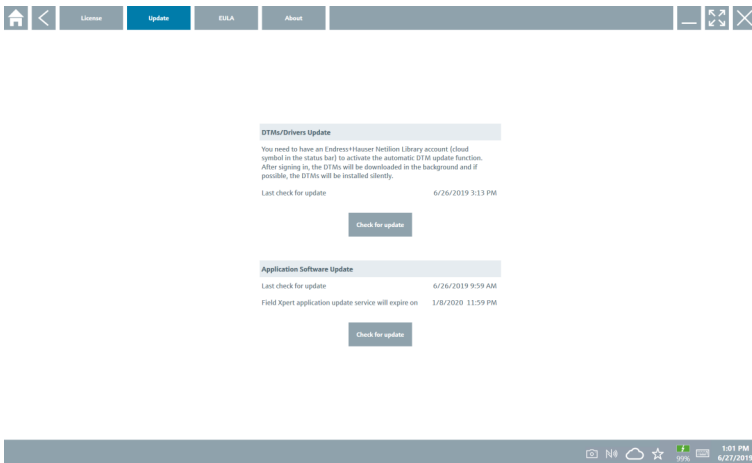 License
Update
EULA
About
DTMs/Drivers Update
You need to have an Endress+Hauser Netilion Library account (cloud
symbol in the status bar) to activate the automatic DTM update function.
After signing in, the DTMs will be downloaded in the background and if
possible, the DTMs will be installed silently.
Last check for update 6/26/2019 3:13 PM
Check for update
Application Software Update
Last check for update 6/26/2019 9:59 AM
Field Xpert application update service will expire on 1/8/2020 11:59 PM
Check for update
99%
1:01 PM
6/27/2019